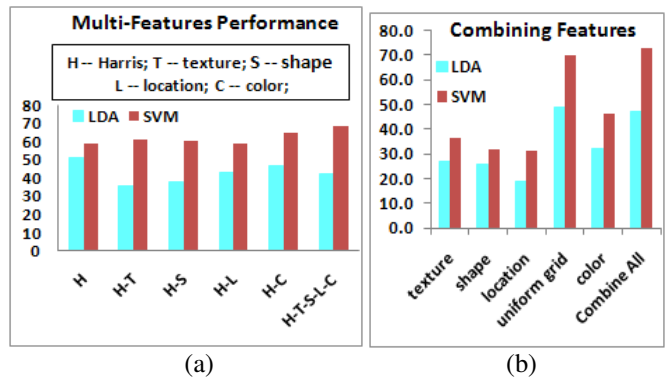 Multi-Features Performance
H -- Harris; T -- texture; S -- shape
L -- location; C -- color;
LDA SVM
80
70
60
50
40
30
20
10
0
H H-T H-S H-L H-C H-T-S-L-C
(a)
Combining Features
80.0
70.0
60.0
50.0
40.0
30.0
20.0
10.0
0.0
LDA
SVM
texture shape location uniform grid color Combine All
(b)